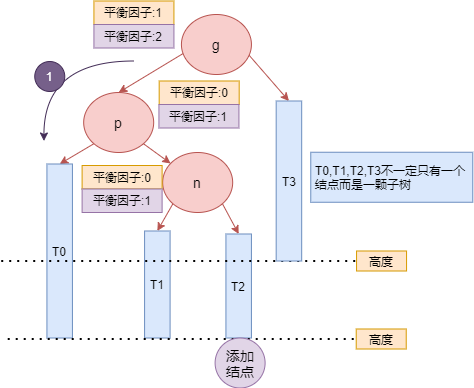 平衡因子:1
平衡因子:2
g
1
平衡因子:0
平衡因子:1
p
平衡因子:0
平衡因子:1
n
T3
T0,T1,T2,T3不一定只有一个
结点而是一颗子树
T0
T1
T2
高度
高度
添加
结点